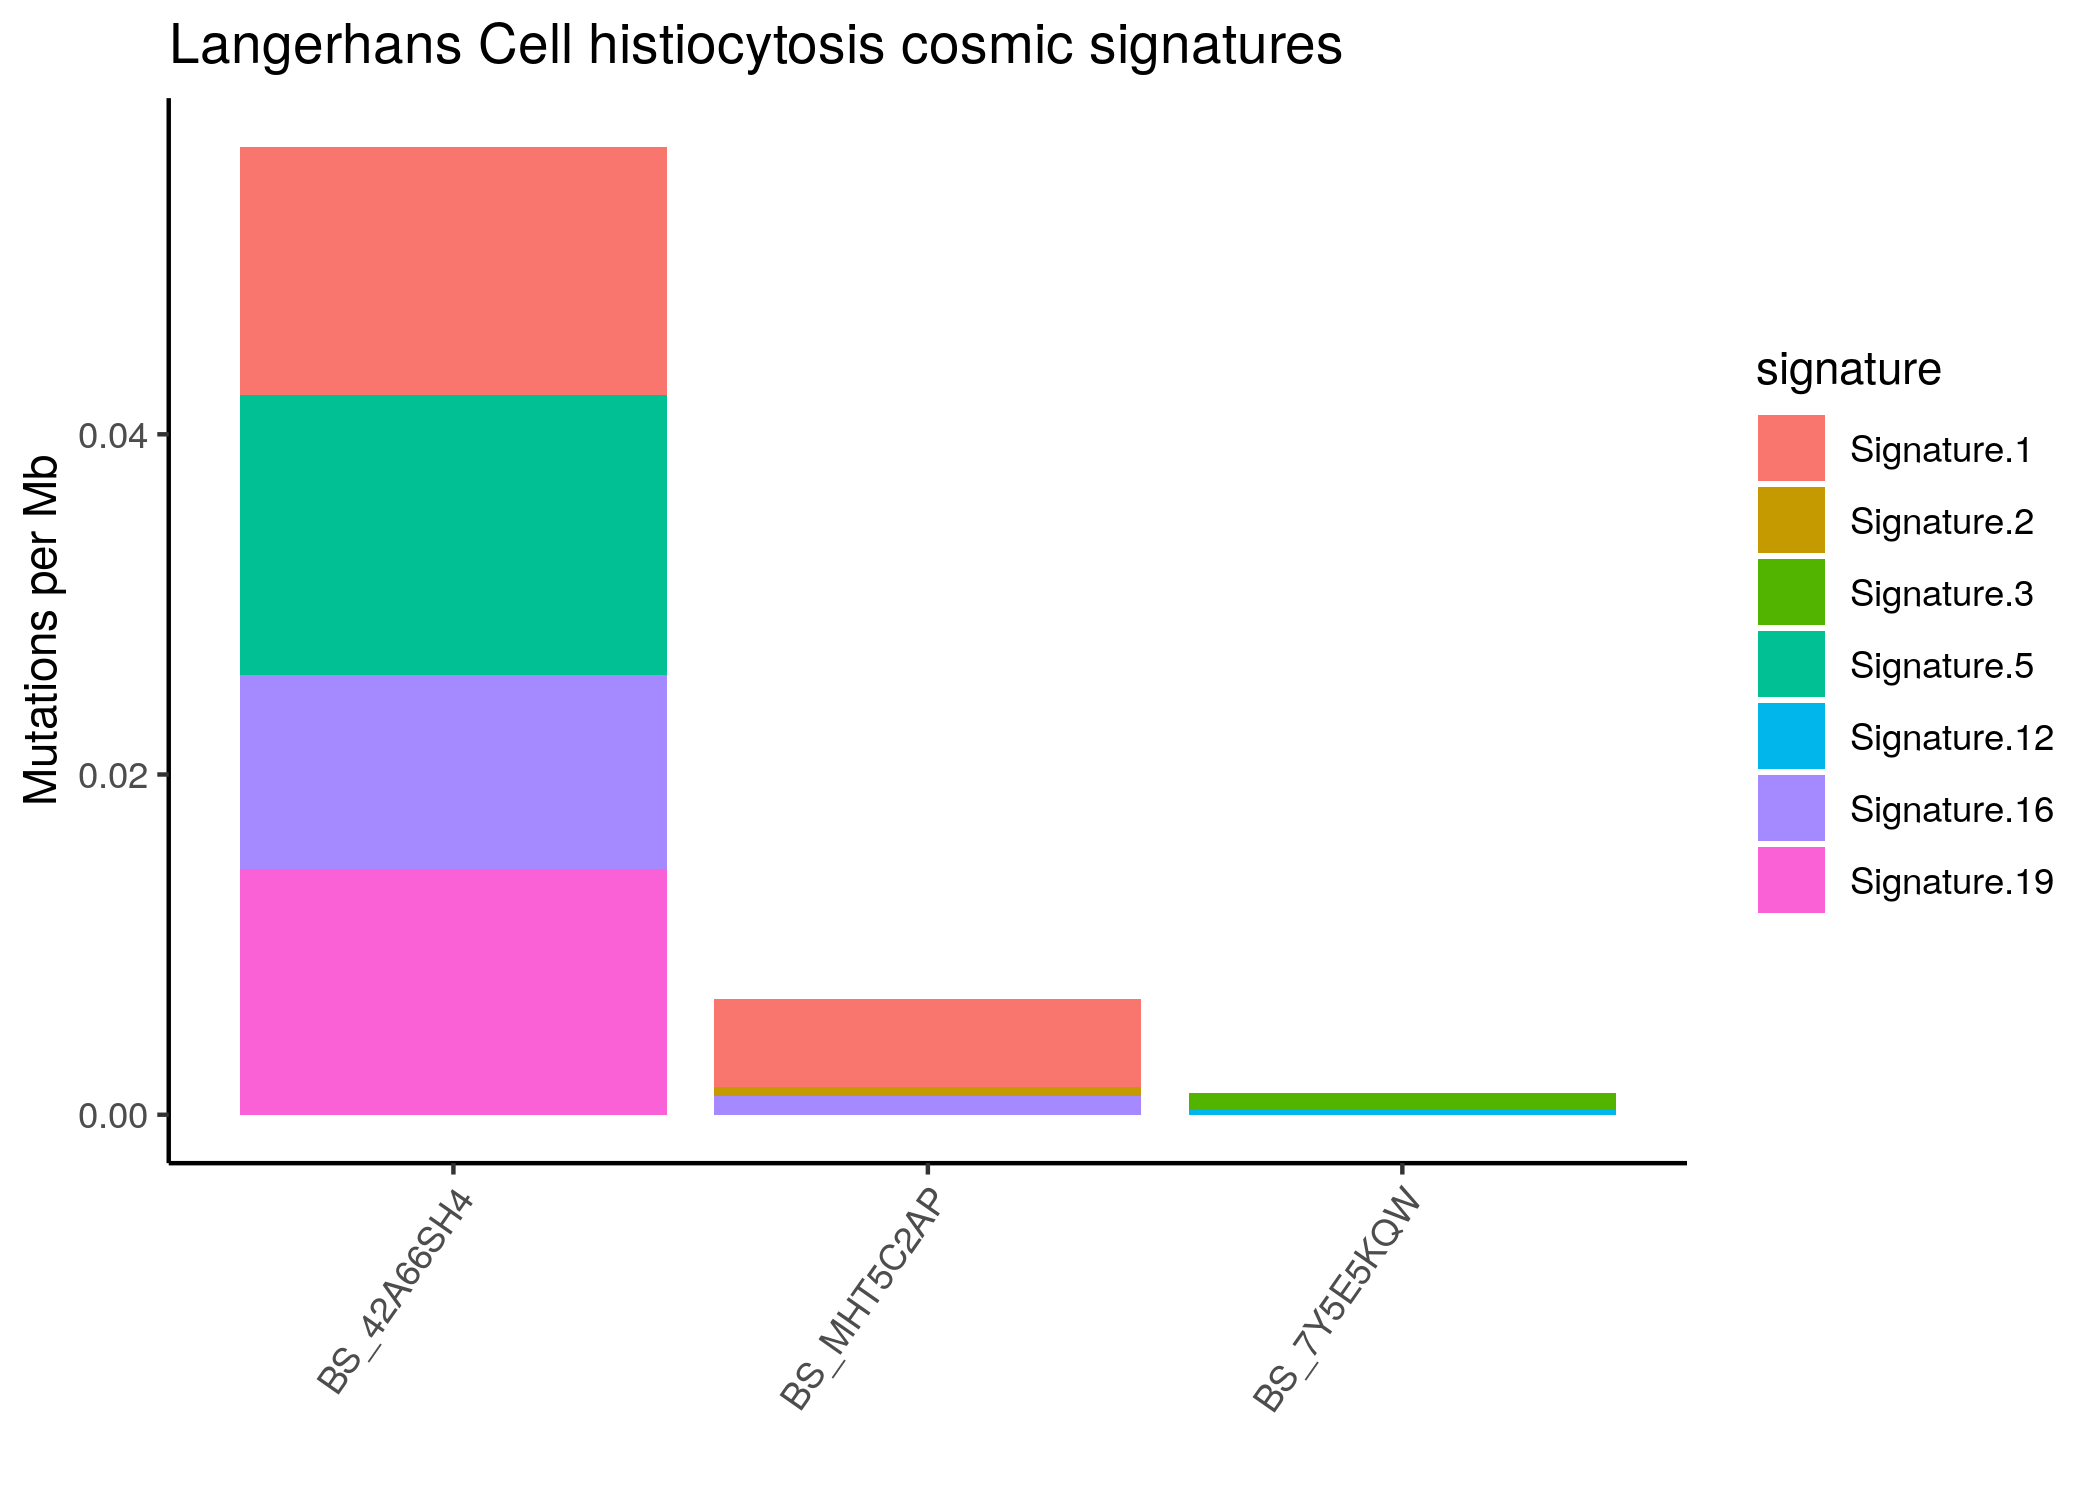 Langerhans Cell histiocytosis cosmic signatures
Mutations per Mb
0.04
0.02
0.00
BS_42A66SH4
BS_MHT5C2AP
BS_7Y5E5KQW
signature
Signature.1
Signature.2
Signature.3
Signature.5
Signature.12
Signature.16
Signature.19